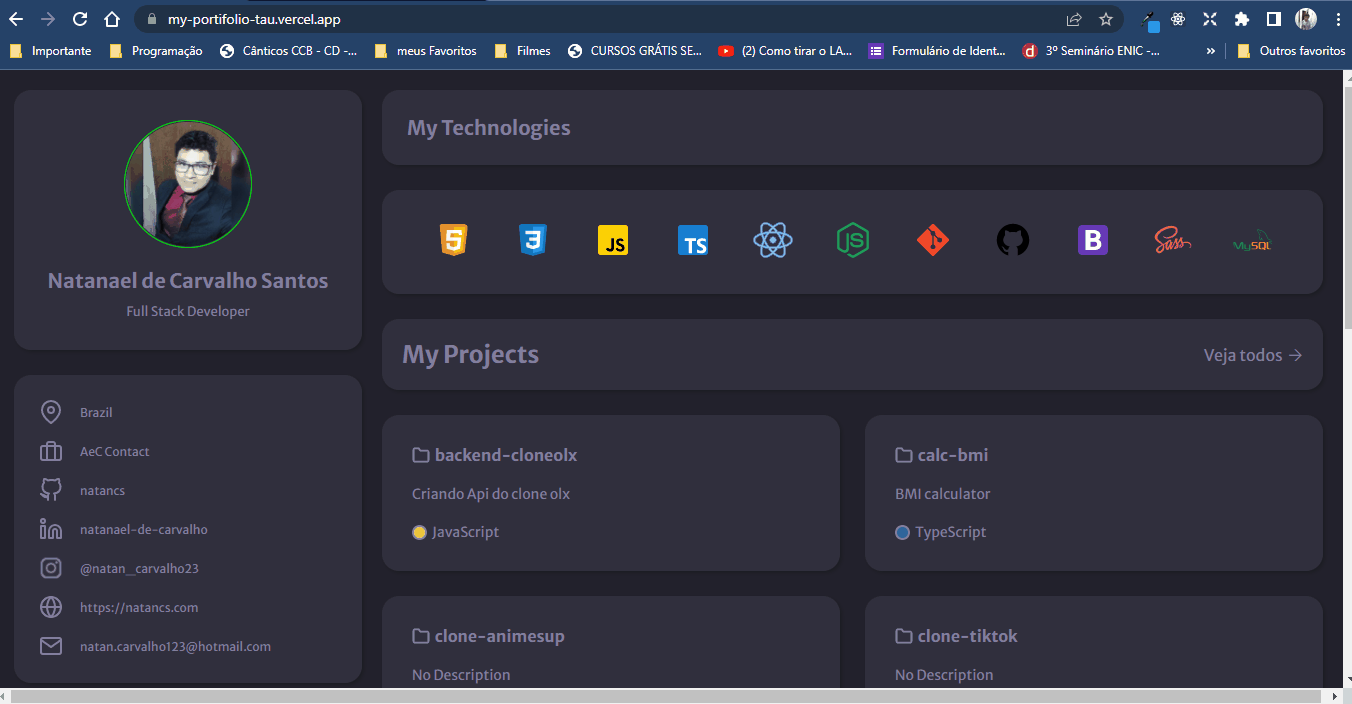 my-portifolio-tau.vercel.app
Importante
Programação
Cânticos CCB - CD -...
meus Favoritos
Filmes
CURSOS GRÁTIS SE...
(2) Como tirar o LA...
Formulário de Ident...
3º Seminário ENIC -...
»
Outros favoritos
Natanael de Carvalho Santos
Full Stack Developer
Brazil
AeC Contact
natancs
natanael-de-carvalho
@natan_carvalho23
https://natancs.com
natan.carvalho123@hotmail.com
My Technologies
5
3
JS
TS
JS
B
Sass
MySQL
My Projects
Veja todos →
backend-cloneolx
Criando Api do clone olx
JavaScript
calc-bmi
BMI calculator
TypeScript
clone-animesup
No Description
clone-tiktok
No Description